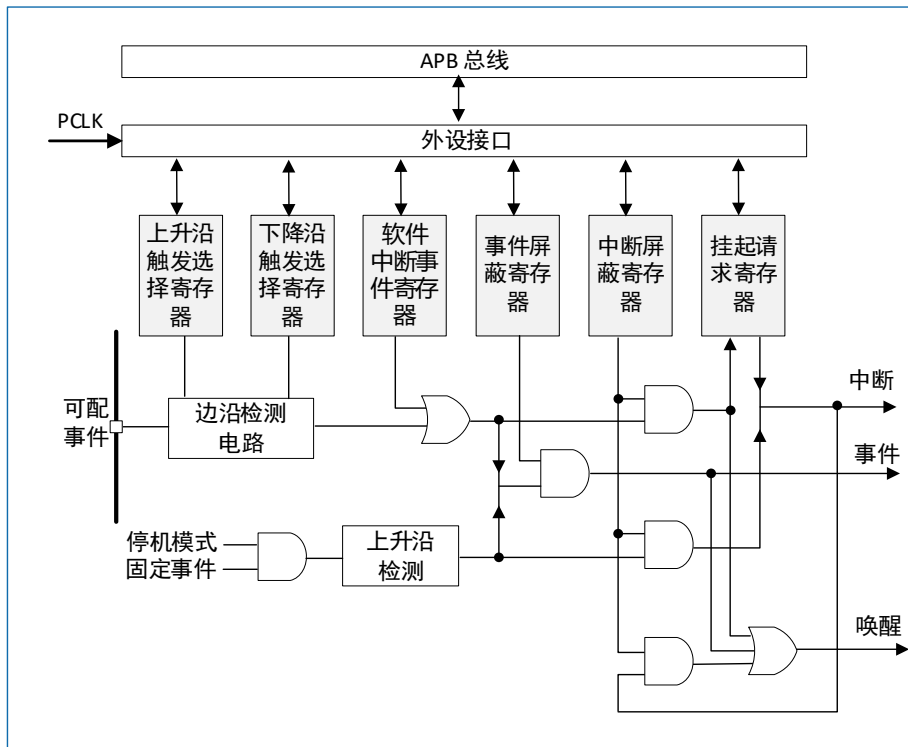 APB 总线
PCLK
外设接口
上升沿
触发选
择寄存
器
下降沿
触发选
择寄存
器
软件
中断事
件寄存
器
事件屏
蔽寄存
器
中断屏
蔽寄存
器
挂起请
求寄存
器
中断
可配
事件
边沿检测
电路
事件
停机模式
固定事件
上升沿
检测
唤醒